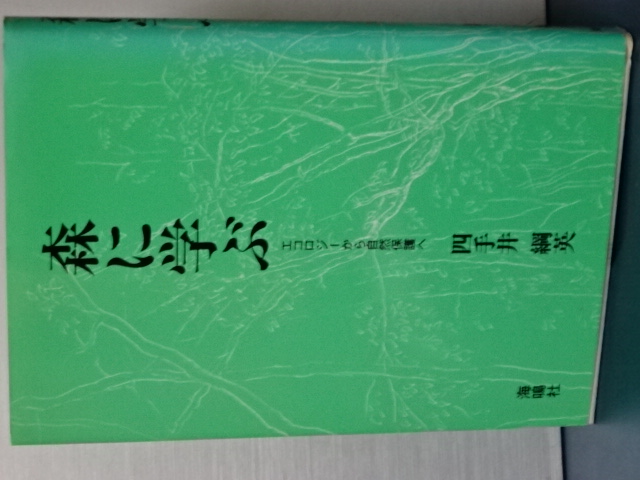 森に学ぶ
エコロジーから自然保護へ
四手井 綱英
海鳴社